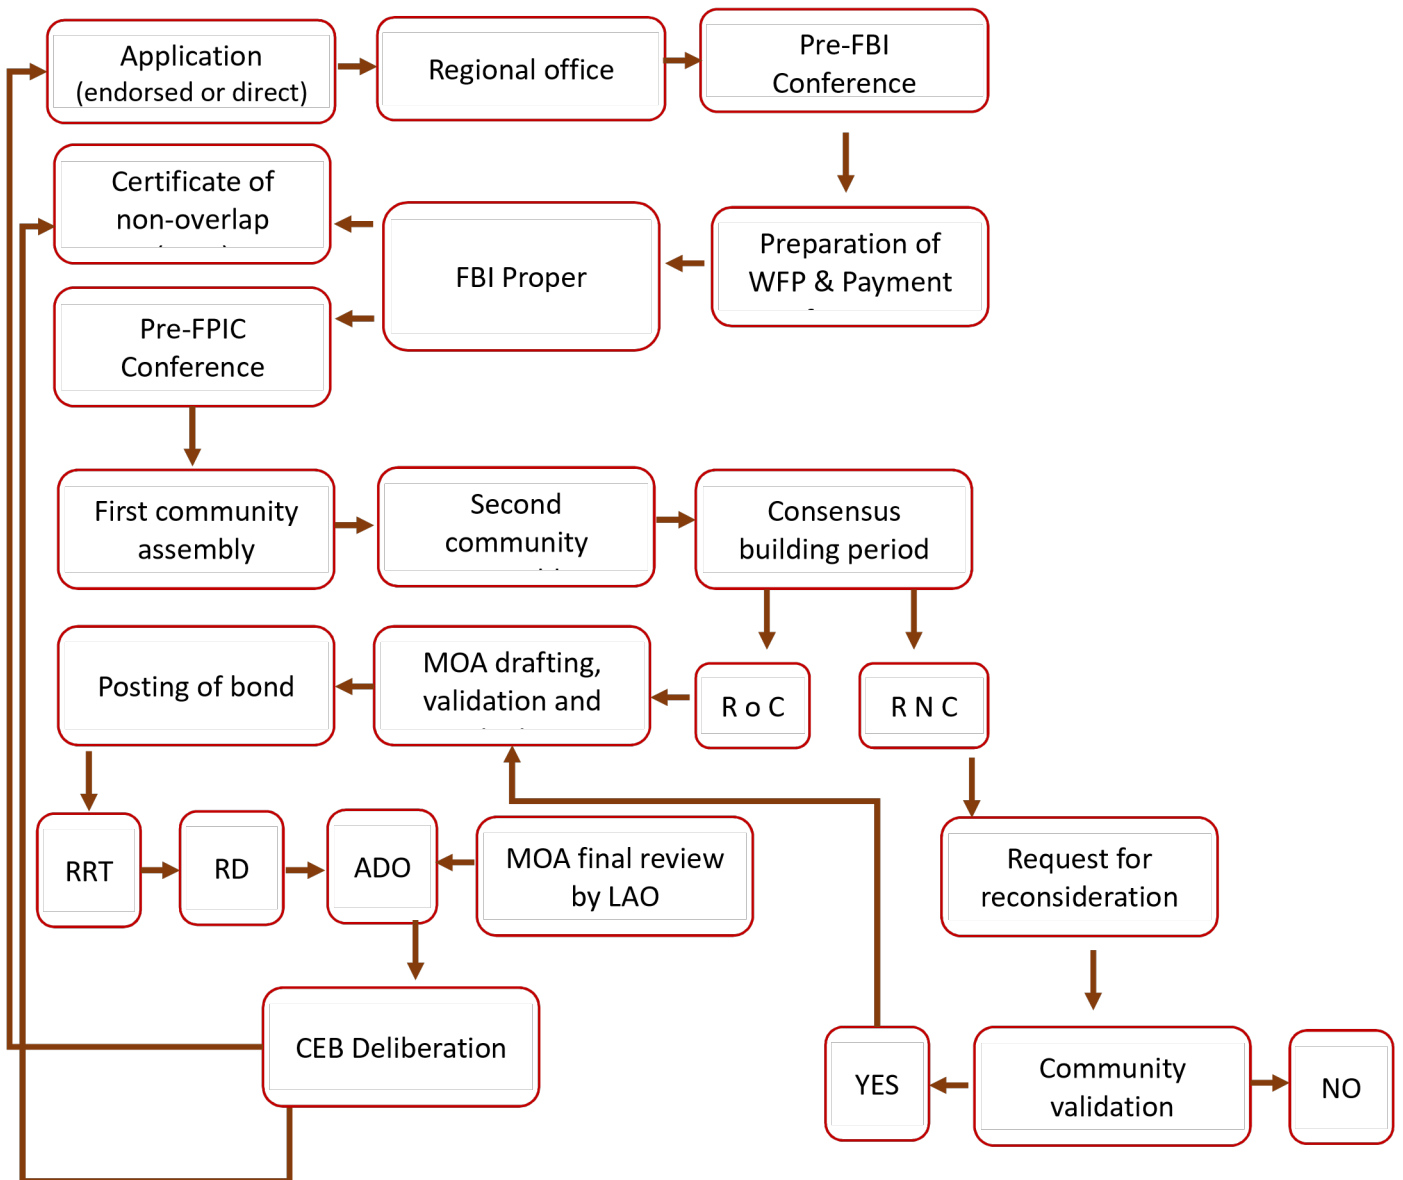 Application
(endorsed or direct)
Regional office
Pre-FBI
Conference
Certificate of
non-overlap
FBI Proper
Preparation of
WFP & Payment
Pre-FPIC
Conference
First community
assembly
Second
community
Consensus
building period
Posting of bond
MOA drafting,
validation and
R o C
R N C
RRT
RD
ADO
MOA final review
by LAO
Request for
reconsideration
CEB Deliberation
YES
Community
validation
NO